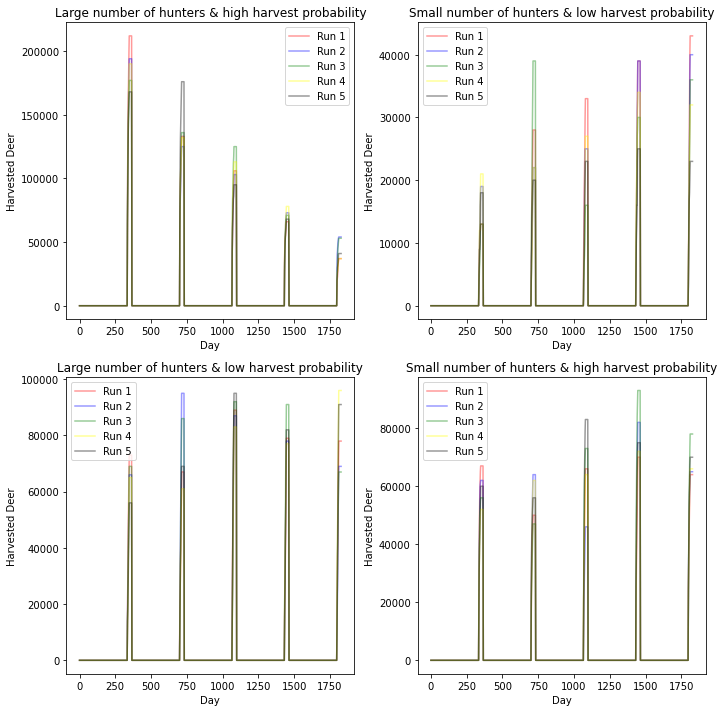 Large number of hunters & high harvest probability
Harvested Deer
200000
150000
100000
50000
0
Run 1
Run 2
Run 3
Run 4
Run 5
0 250 500 750 1000 1250 1500 1750
Day
Small number of hunters & low harvest probability
Harvested Deer
40000
30000
20000
10000
0
Run 1
Run 2
Run 3
Run 4
Run 5
0 250 500 750 1000 1250 1500 1750
Day
Large number of hunters & low harvest probability
Harvested Deer
100000
80000
60000
40000
20000
0
Run 1
Run 2
Run 3
Run 4
Run 5
0 250 500 750 1000 1250 1500 1750
Day
Small number of hunters & high harvest probability
Harvested Deer
80000
60000
40000
20000
0
Run 1
Run 2
Run 3
Run 4
Run 5
0 250 500 750 1000 1250 1500 1750
Day